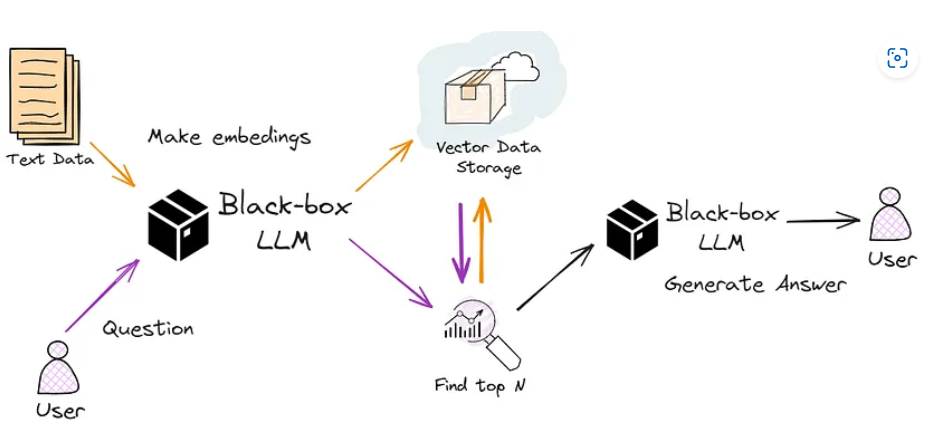 Text Data
Make embedings
Vector Data
Storage
Black-box
LLM
Question
User
Find top N
Black-box
LLM
Generate Answer
User